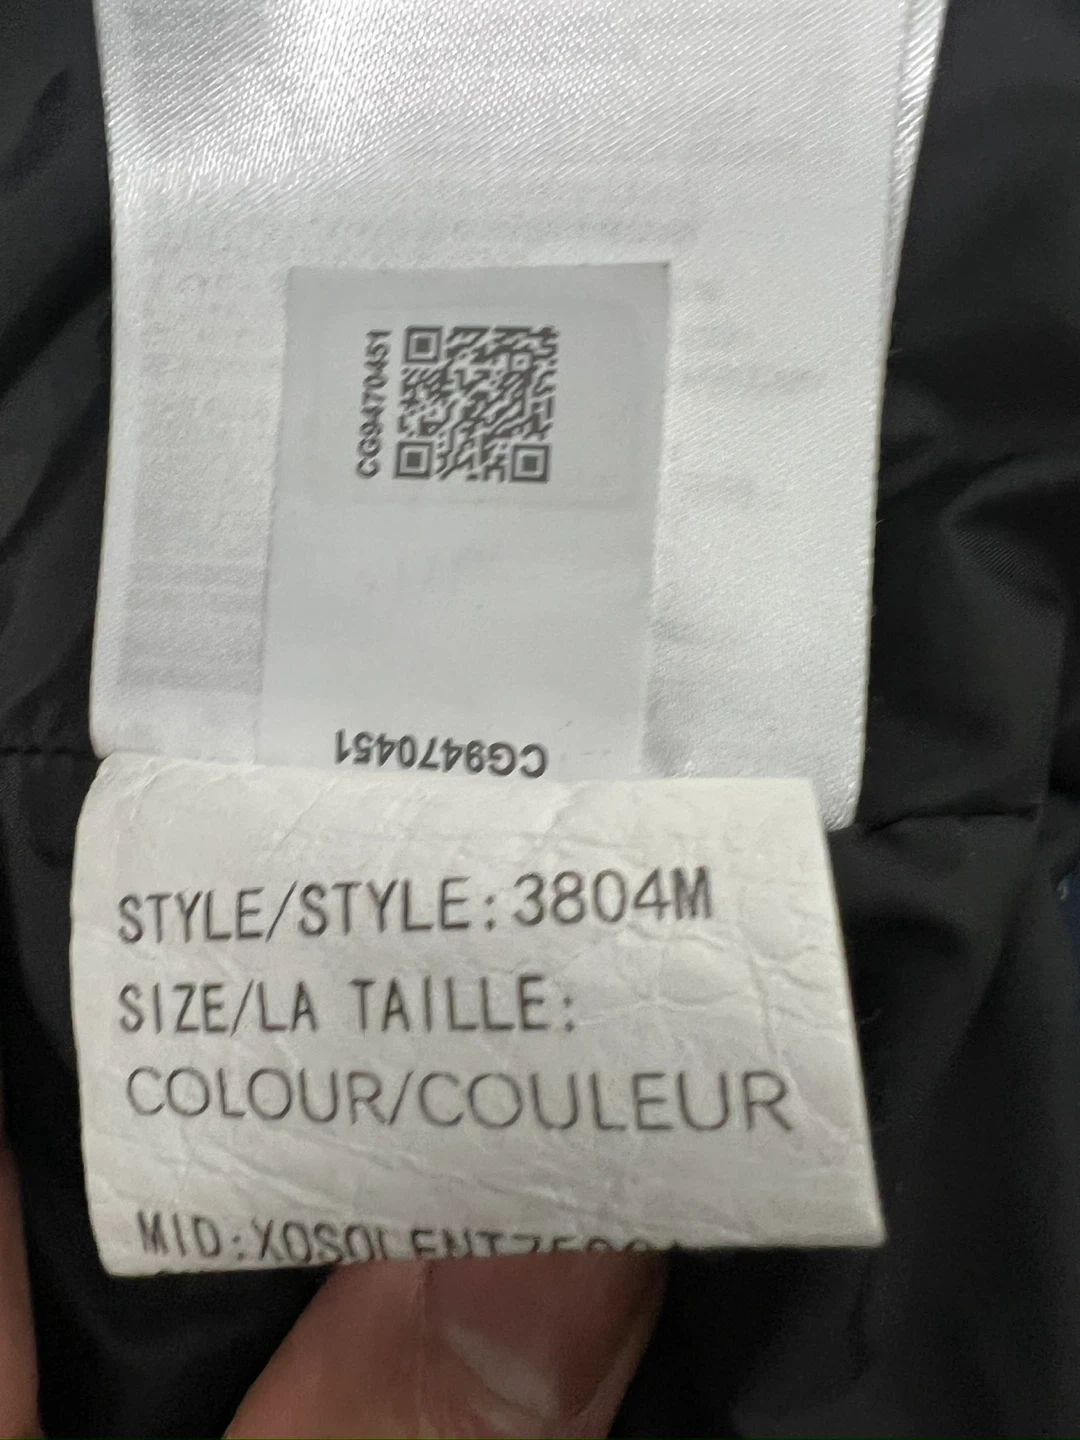 CG9470451
CG9470451
STYLE/STYLE:3804M
SIZE/LA TAILLE:
COLOUR/COULEUR